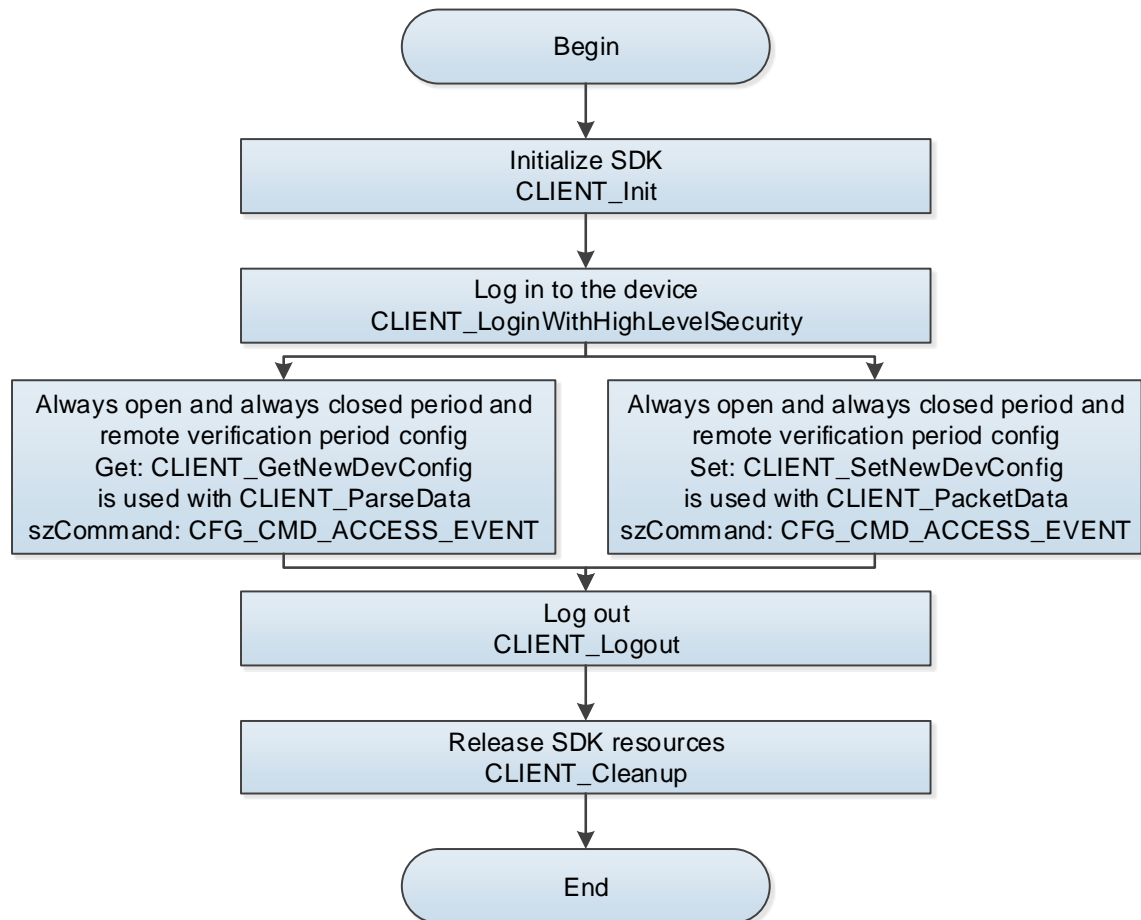 Begin
Initialize SDK
CLIENT_Init
Log in to the device
CLIENT_LoginWithHighLevelSecurity
Always open and always closed period and
remote verification period config
Get: CLIENT_GetNewDevConfig
is used with CLIENT_ParseData
szCommand: CFG_CMD_ACCESS_EVENT
Always open and always closed period and
remote verification period config
Set: CLIENT_SetNewDevConfig
is used with CLIENT_PacketData
szCommand: CFG_CMD_ACCESS_EVENT
Log out
CLIENT_Logout
Release SDK resources
CLIENT_Cleanup
End